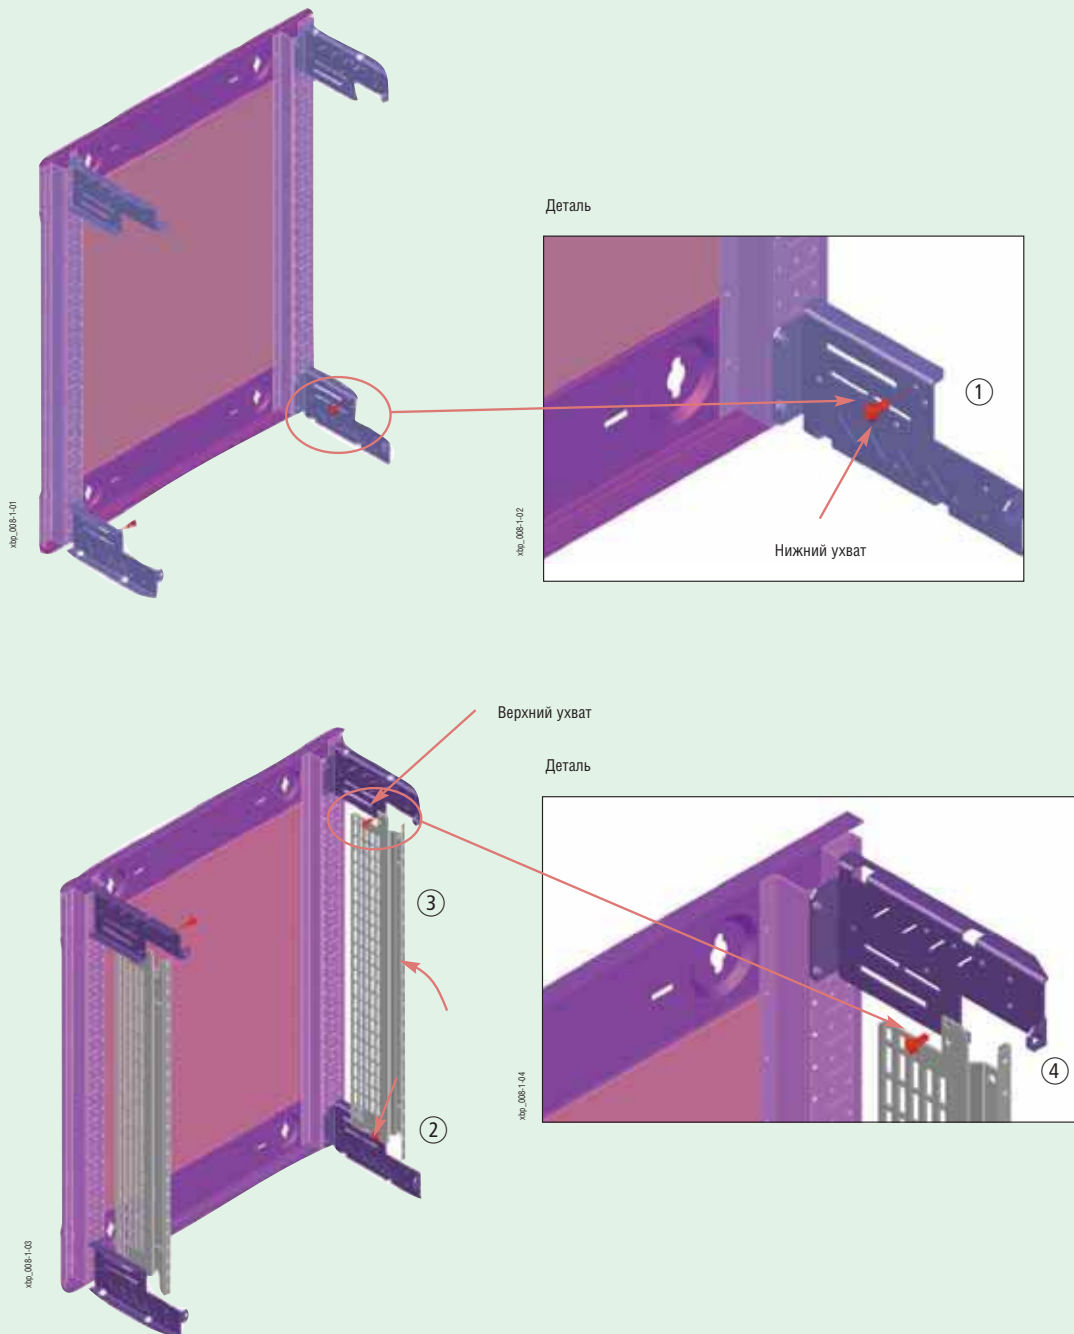 Деталь
1
Нижний ухват
xbp_008-1-01
xbp_008-1-02
Верхний ухват
Деталь
3
4
2
xbp_008-1-04
xbp_008-1-03